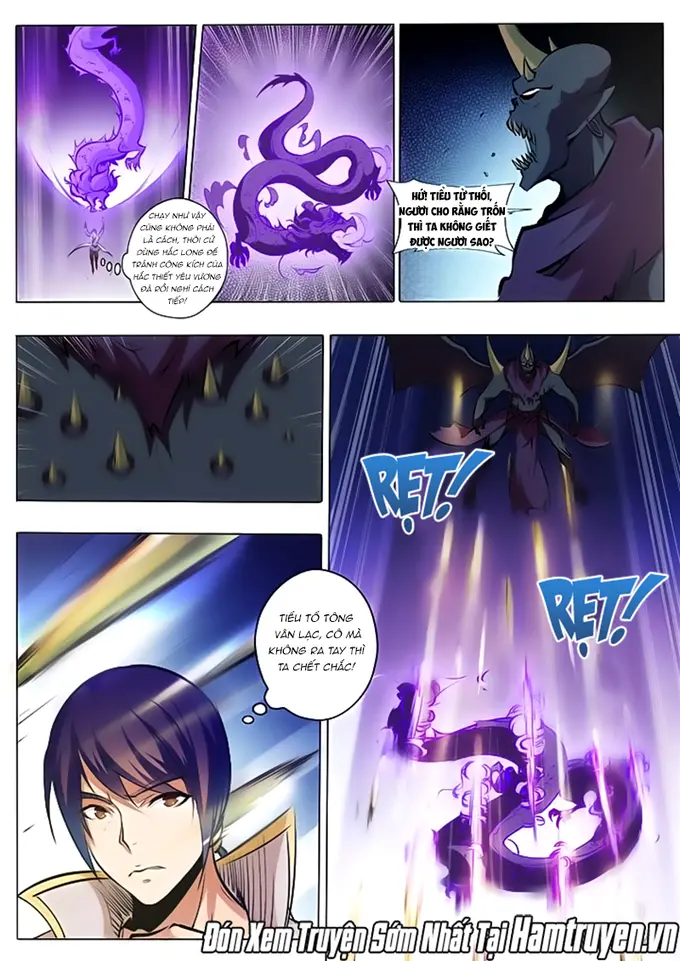 CHẠY NHƯ VẬY
CŨNG KHÔNG PHẢI
LÀ CÁCH, THÔI CỨ
DÙNG HẮC LONG ĐỂ
TRÁNH CÔNG KÍCH CỦA
HẮC THIẾT YÊU VƯƠNG
ĐÃ RỒI NGHĨ CÁCH
TIẾP!
HỨ! TIỂU TỬ THỐI,
NGƯƠI CHO RẰNG TRỐN
THÌ TA KHÔNG GIẾT
ĐƯỢC NGƯƠI SAO?
RẸT!
RẸT!
TIỂU TỔ TÔNG
VÂN LẠC, CÔ MÀ
KHÔNG RA TAY THÌ
TA CHẾT CHẮC!
Đón Xem Truyện Sớm Nhất Tại Hamtruyen.vn